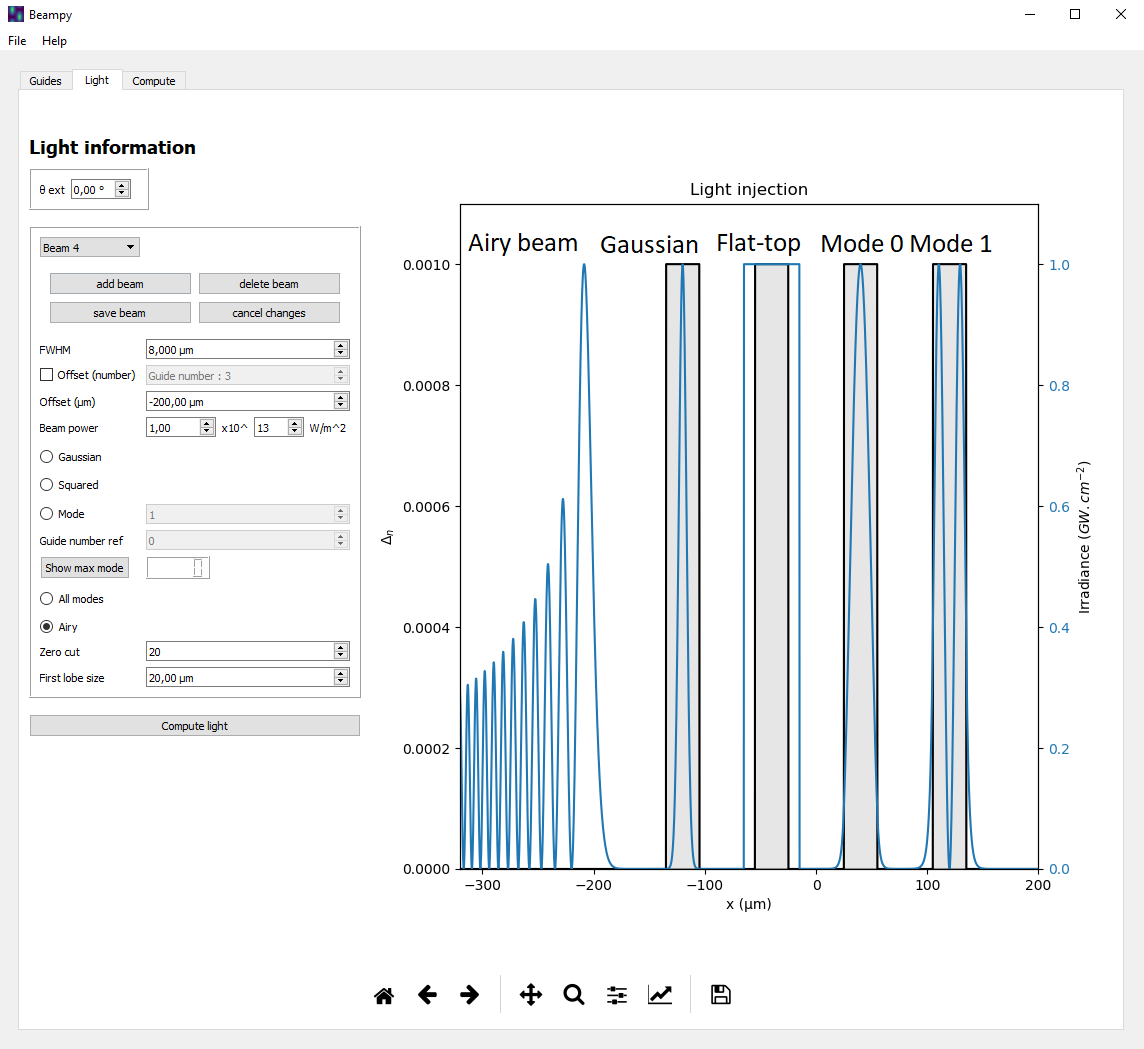 Beampy
File Help
Guides Light Compute
Light information
θ ext 0,00 °
Beam 4
add beam delete beam
save beam cancel changes
FWHM 8,000 µm
Offset (number) Guide number : 3
Offset (µm) -200,00 µm
Beam power 1,00 x10^ 13 W/m^2
Gaussian
Squared
Mode 1
Guide number ref 0
Show max mode 0
All modes
Airy
Zero cut 20
First lobe size 20,00 µm
Compute light
Light injection
Airy beam Gaussian Flat-top Mode 0 Mode 1
0.0010 1.0
0.0008 0.8
0.0006 0.6
0.0004 0.4
0.0002 0.2
0.0000 0.0
Δn
Irradiance (GW.cm⁻²)
−300 −200 −100 0 100 200
x (µm)